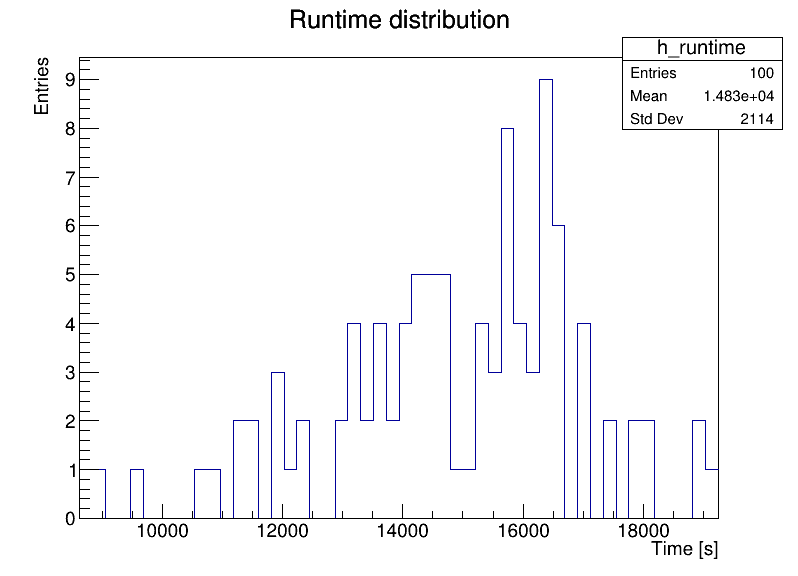 Runtime distribution
h_runtime
Entries 100
Mean 1.483e+04
Std Dev 2114
Entries
9
8
7
6
5
4
3
2
1
0
10000 12000 14000 16000 18000
Time [s]